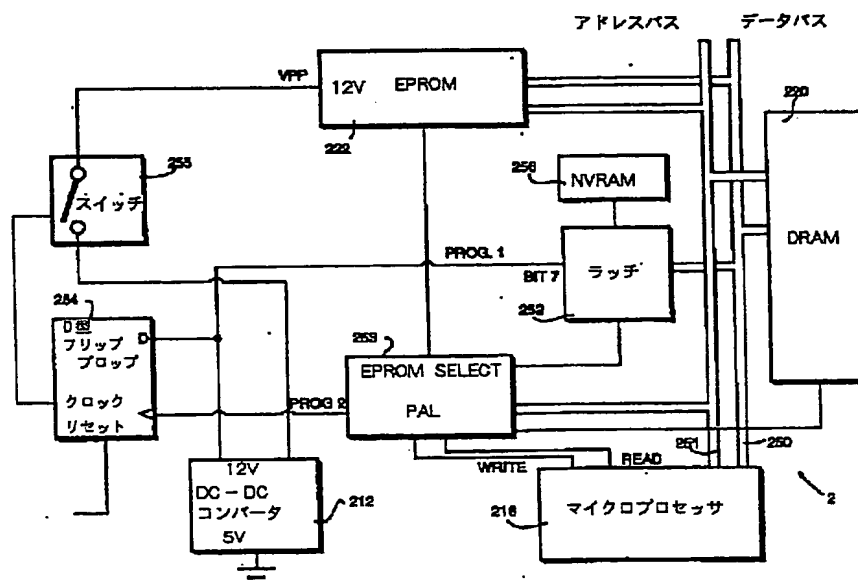 アドレスバス データバス
VPP
12V EPROM
222
220
255
スイッチ
256
NVRAM
DRAM
PROG. 1
BIT 7
ラッチ
252
254
D型
フリップ
プロップ
D
253
EPROM SELECT
PAL
クロック
リセット
PROG 2
WRITE
READ
251
250
12V
DC-DC
コンバータ
5V
212
216
マイクロプロセッサ
2